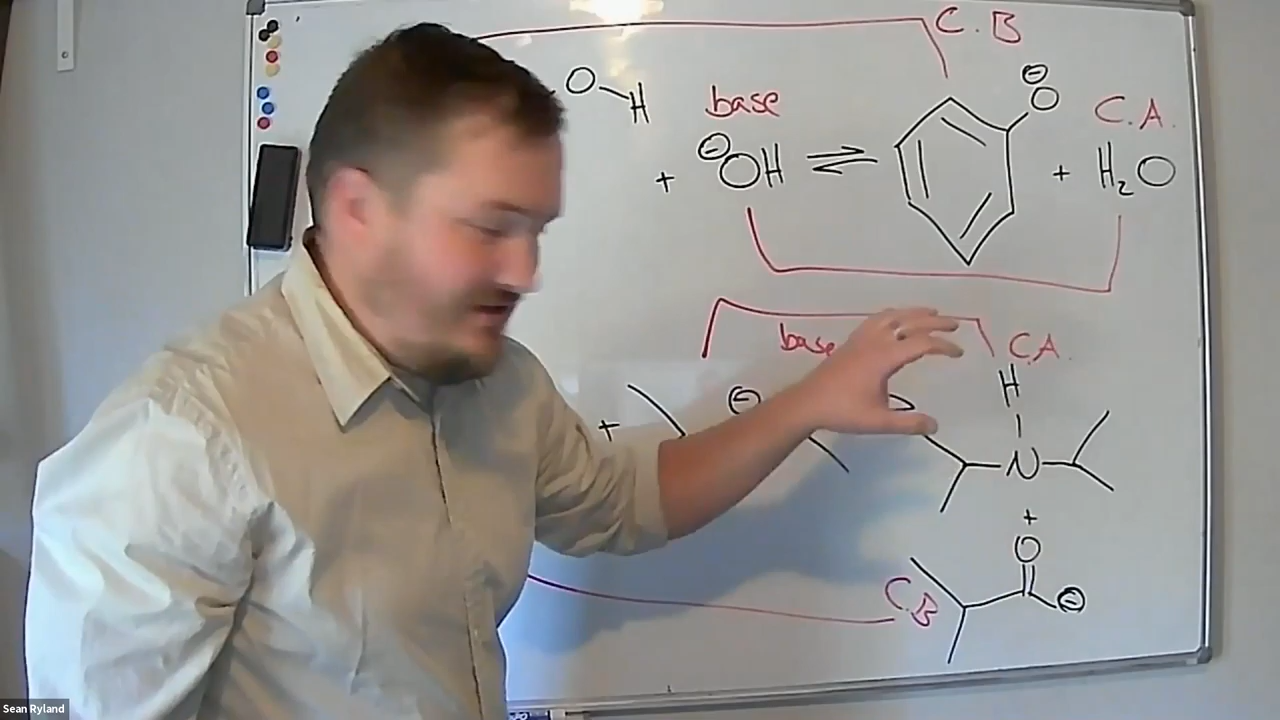 C.B
O H base ⊖ O C.A.
+ ⊖OH ⇌ + H₂O
base C.A.
H
+ ⊖ N
+
O
C.B ⊖
Sean Ryland